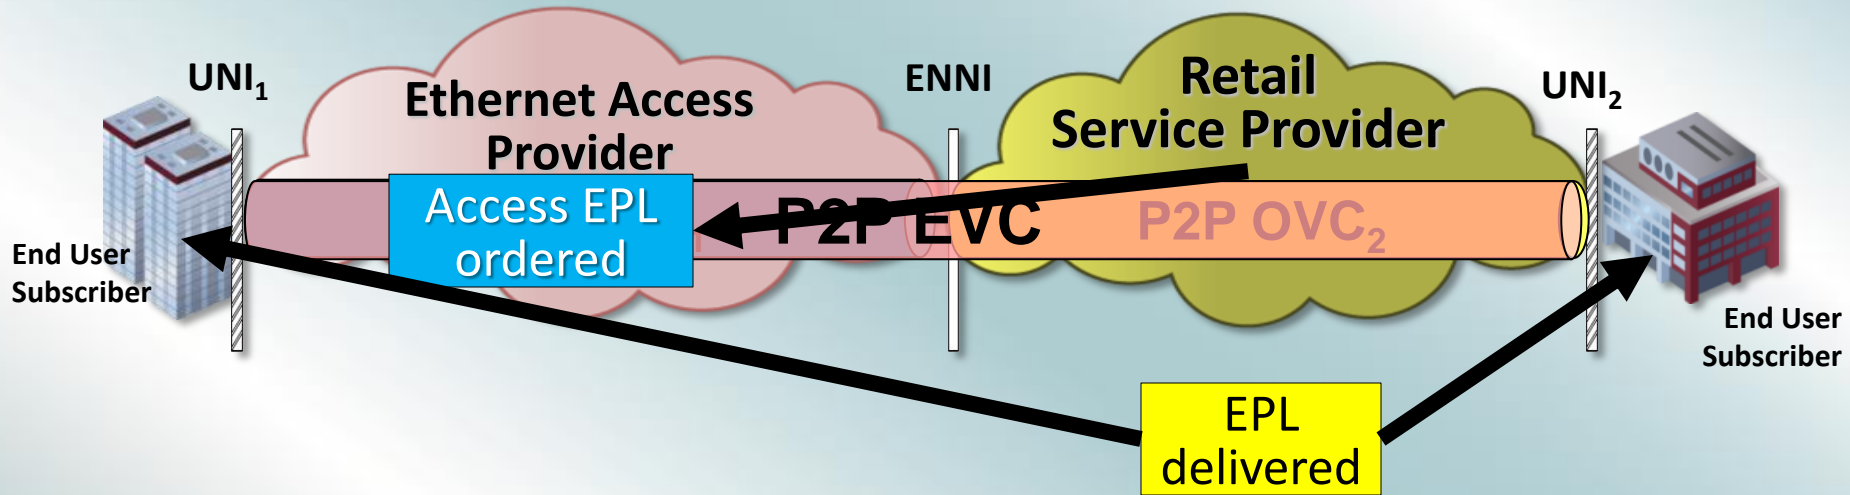 UNI1
Ethernet Access
Provider
ENNI
Retail
Service Provider
UNI2
Access EPL
ordered
P2P EVC
P2P OVC2
End User
Subscriber
End User
Subscriber
EPL
delivered